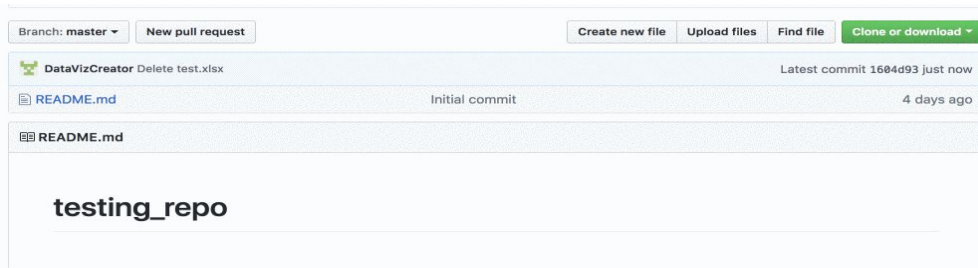 Branch: master New pull request Create new file Upload files Find file Clone or download
DataVizCreator Delete test.xlsx Latest commit 1604d93 just now
README.md Initial commit 4 days ago
README.md
testing_repo